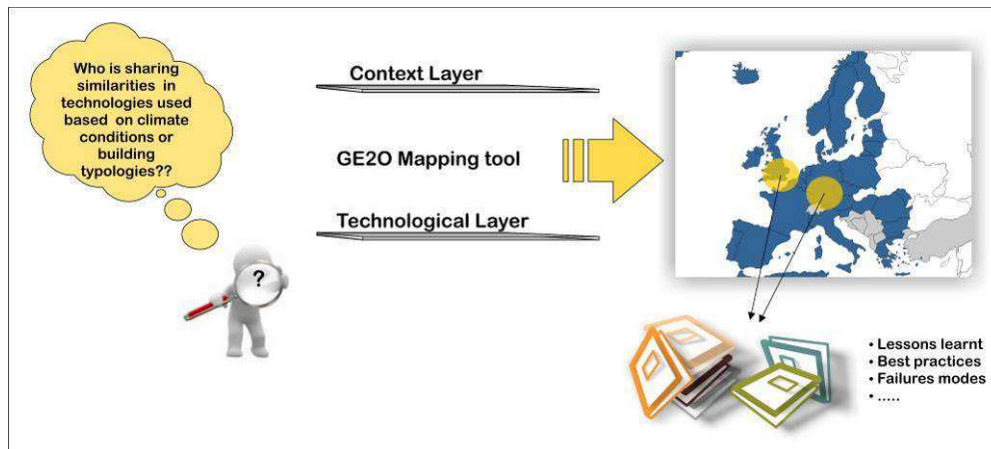 Who is sharing
similarities in
technologies used
based on climate
conditions or
building
typologies??
?
Context Layer
GE2O Mapping tool
Technological Layer
• Lessons learnt
• Best practices
• Failures modes
• .....